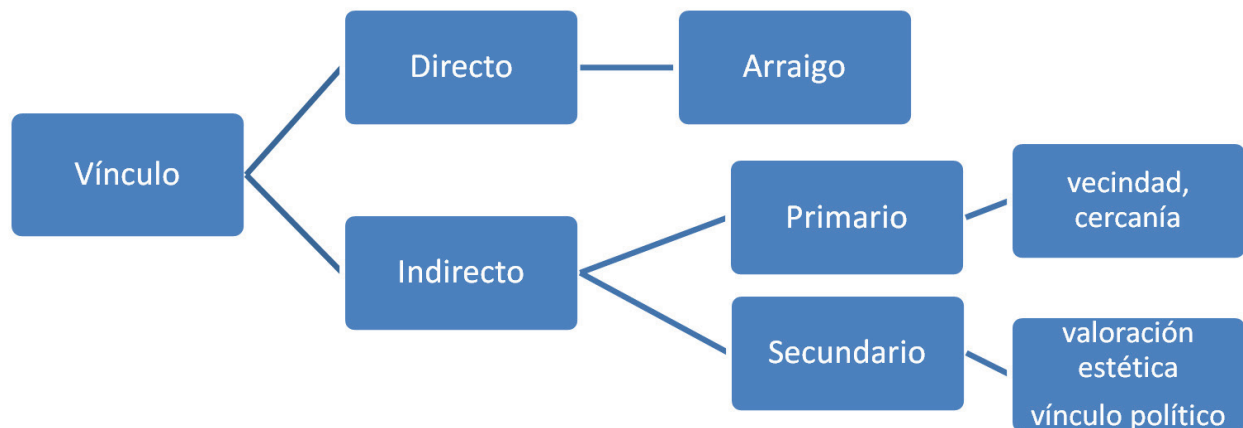 Vínculo
Directo
Arraigo
Indirecto
Primario
vecindad,
cercanía
Secundario
valoración
estética
vínculo político